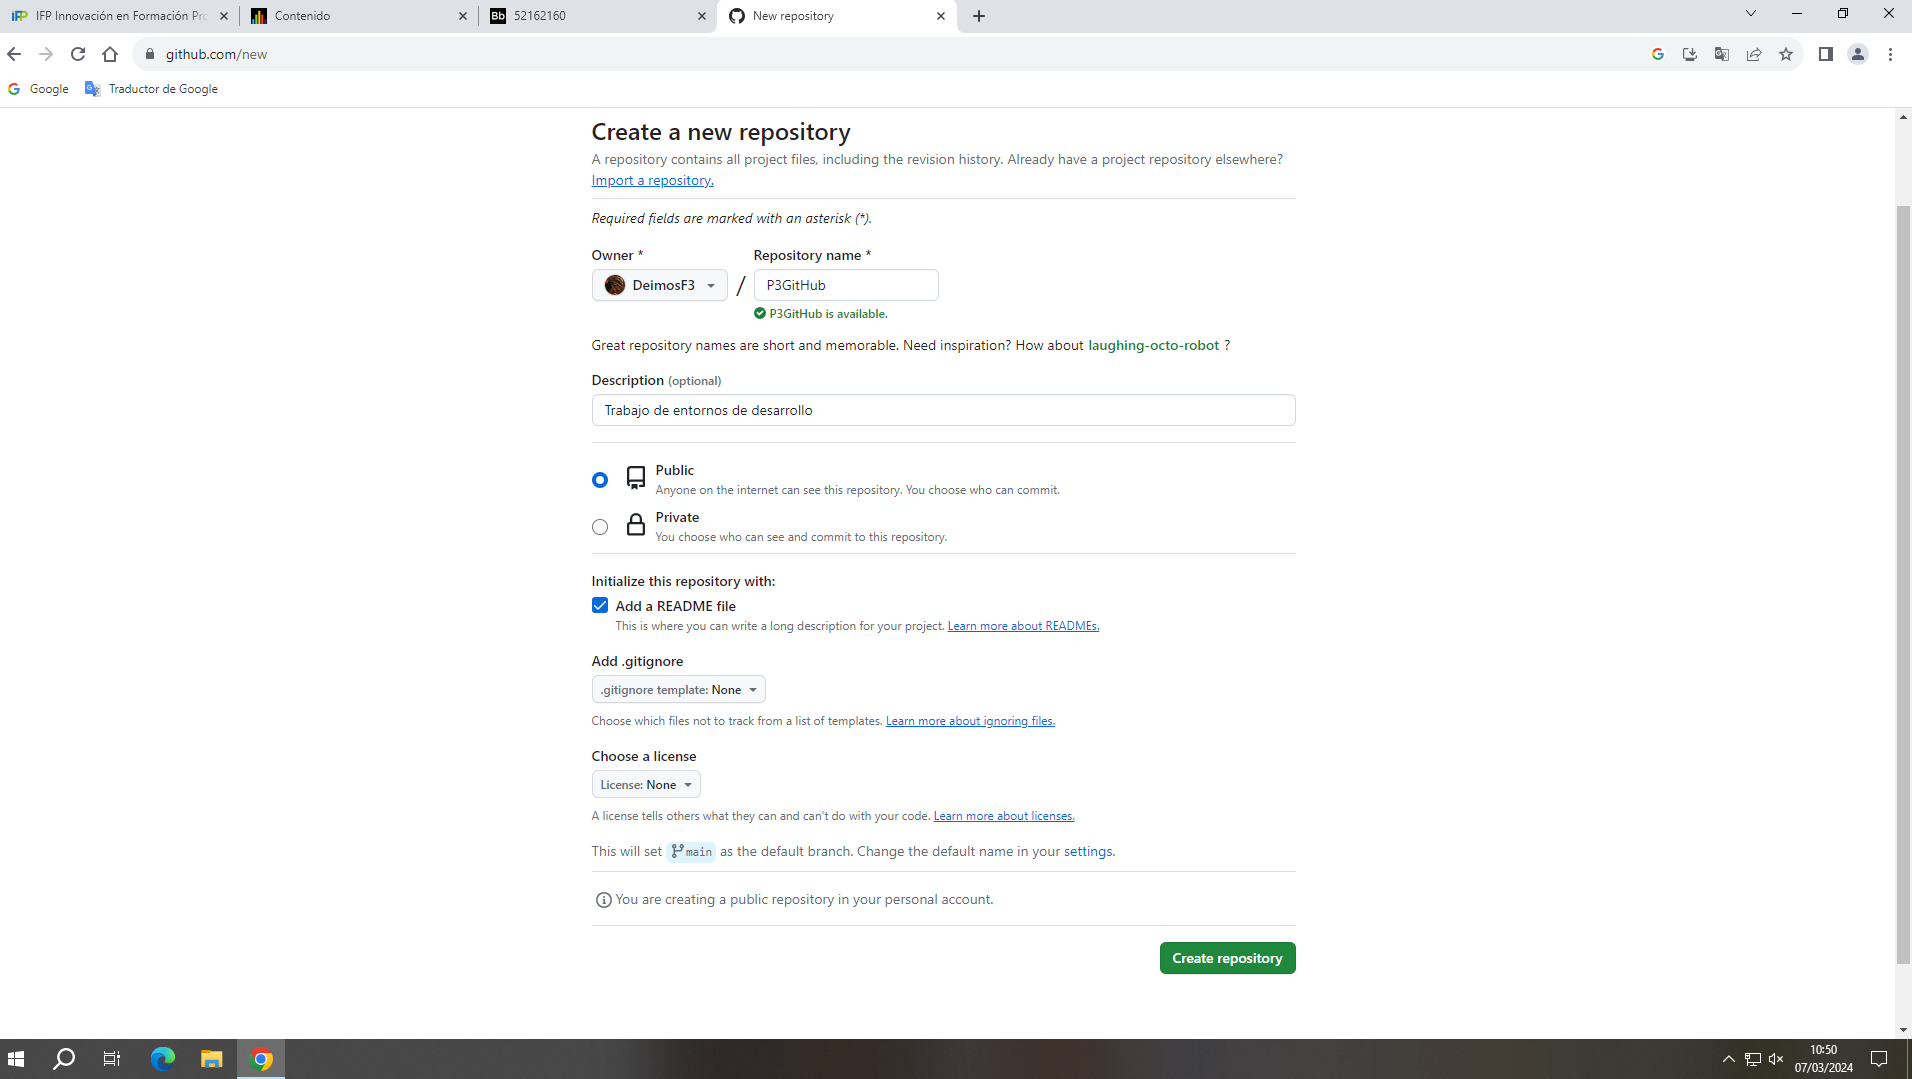 IFP Innovación en Formación Pro
Contenido
Bb 52162160
New repository
github.com/new
Google
Traductor de Google
Create a new repository
A repository contains all project files, including the revision history. Already have a project repository elsewhere?
Import a repository.
Required fields are marked with an asterisk (*).
Owner *
Repository name *
DeimosF3
/
P3GitHub
P3GitHub is available.
Great repository names are short and memorable. Need inspiration? How about laughing-octo-robot ?
Description (optional)
Trabajo de entornos de desarrollo
Public
Anyone on the internet can see this repository. You choose who can commit.
Private
You choose who can see and commit to this repository.
Initialize this repository with:
Add a README file
This is where you can write a long description for your project. Learn more about READMEs.
Add .gitignore
.gitignore template: None
Choose which files not to track from a list of templates. Learn more about ignoring files.
Choose a license
License: None
A license tells others what they can and can't do with your code. Learn more about licenses.
This will set main as the default branch. Change the default name in your settings.
You are creating a public repository in your personal account.
Create repository
10:50
07/03/2024